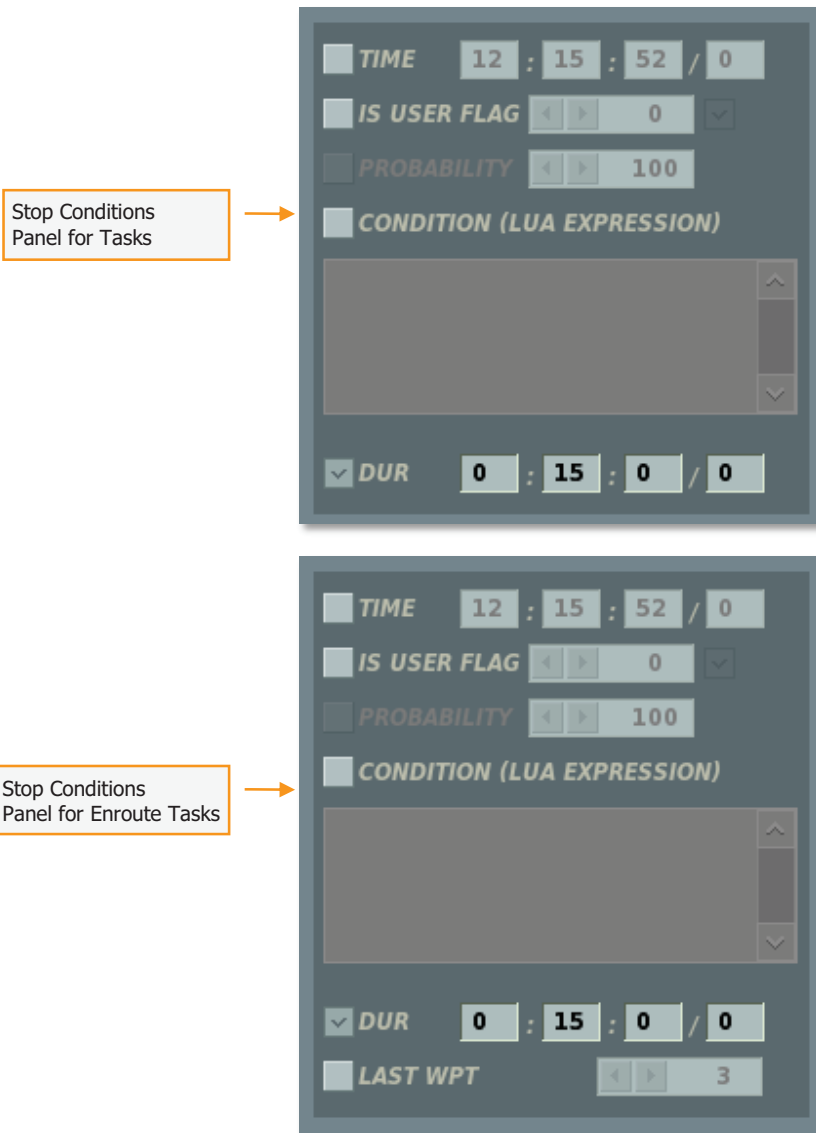 TIME 12 : 15 : 52 / 0
IS USER FLAG 0
PROBABILITY 100
Stop Conditions
Panel for Tasks
CONDITION (LUA EXPRESSION)
DUR 0 : 15 : 0 / 0
TIME 12 : 15 : 52 / 0
IS USER FLAG 0
PROBABILITY 100
CONDITION (LUA EXPRESSION)
Stop Conditions
Panel for Enroute Tasks
DUR 0 : 15 : 0 / 0
LAST WPT 3